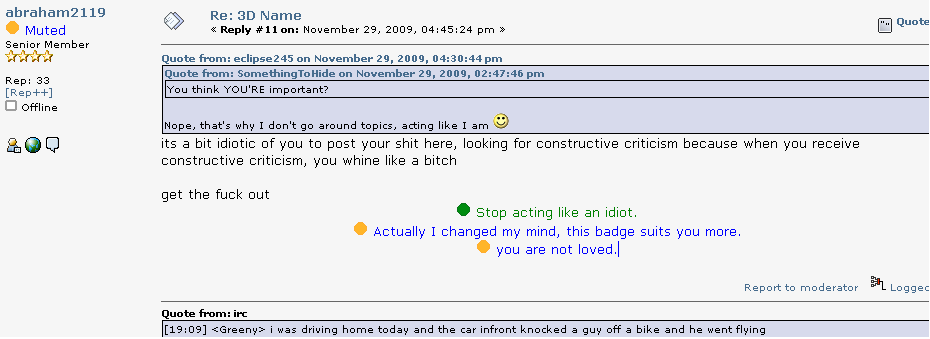 abraham2119
Muted
Senior Member
Rep: 33
[Rep++]
Offline
Re: 3D Name
« Reply #11 on: November 29, 2009, 04:45:24 pm »
Quote
Quote from: eclipse245 on November 29, 2009, 04:30:44 pm
Quote from: SomethingToHide on November 29, 2009, 02:47:46 pm
You think YOU'RE important?
Nope, that's why I don't go around topics, acting like I am
its a bit idiotic of you to post your shit here, looking for constructive criticism because when you receive
constructive criticism, you whine like a bitch
get the fuck out
Stop acting like an idiot.
Actually I changed my mind, this badge suits you more.
you are not loved.
Report to moderator
Logged
Quote from: irc
[19:09] <Greeny> i was driving home today and the car infront knocked a guy off a bike and he went flying